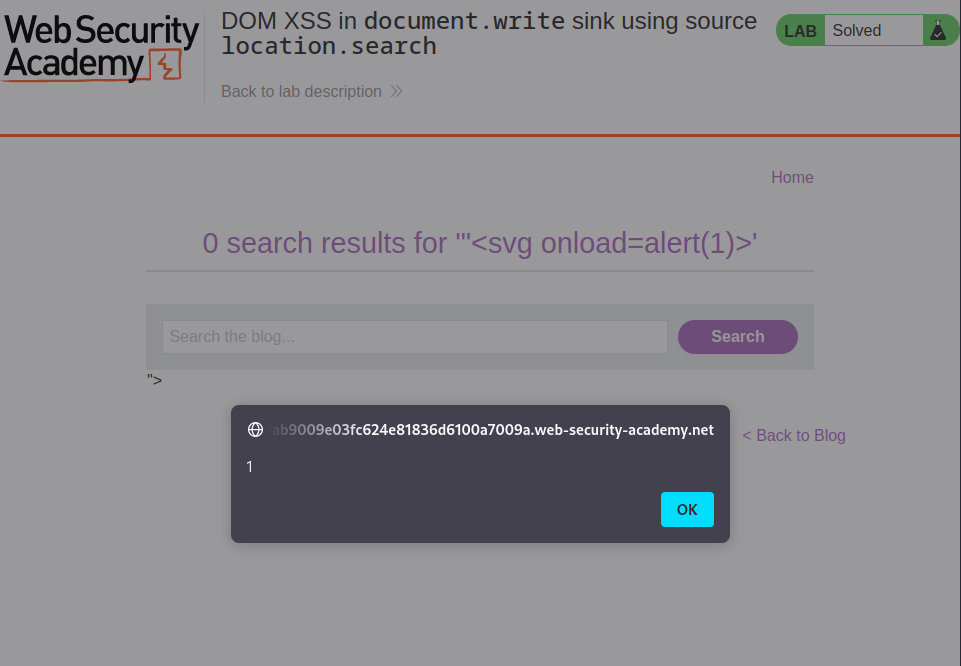 Web Security
Academy
DOM XSS in document.write sink using source
location.search
Back to lab description
LAB Solved
Home
0 search results for '"'<svg onload=alert(1)>'
Search the blog... Search
">
ab9009e03fc624e81836d6100a7009a.web-security-academy.net
1
OK
< Back to Blog